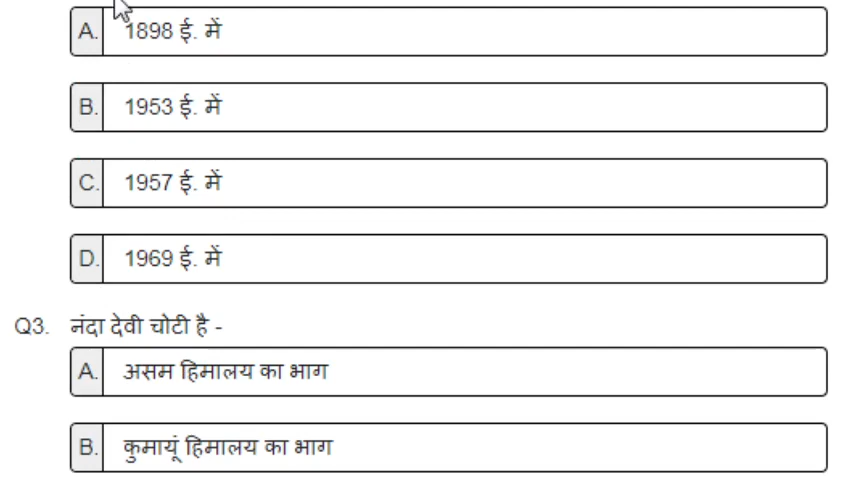 A. 1898 ई. में
B. 1953 ई. में
C. 1957 ई. में
D. 1969 ई. में
Q3. नंदा देवी चोटी है -
A. असम हिमालय का भाग
B. कुमायूं हिमालय का भाग